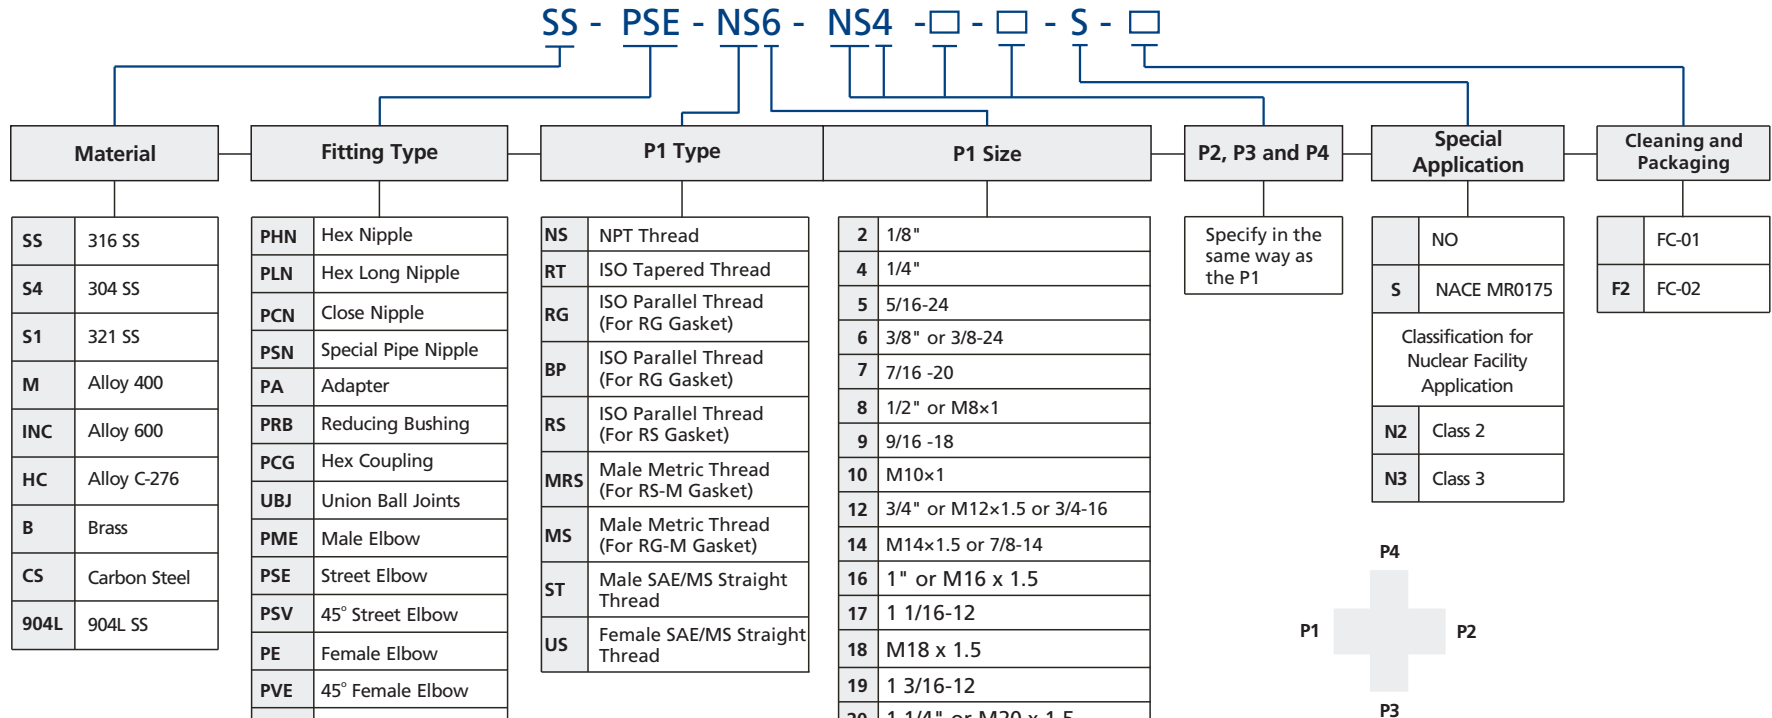 SS - PSE - NS6 - NS4 -□ - □ - S - □
Material
Fitting Type
P1 Type
P1 Size
P2, P3 and P4
Special
Application
Cleaning and
Packaging
SS 316 SS
S4 304 SS
S1 321 SS
M Alloy 400
INC Alloy 600
HC Alloy C-276
B Brass
CS Carbon Steel
904L 904L SS
PHN Hex Nipple
PLN Hex Long Nipple
PCN Close Nipple
PSN Special Pipe Nipple
PA Adapter
PRB Reducing Bushing
PCG Hex Coupling
UBJ Union Ball Joints
PME Male Elbow
PSE Street Elbow
PSV 45° Street Elbow
PE Female Elbow
PVE 45° Female Elbow
NS NPT Thread
RT ISO Tapered Thread
RG ISO Parallel Thread
(For RG Gasket)
BP ISO Parallel Thread
(For RG Gasket)
RS ISO Parallel Thread
(For RS Gasket)
MRS Male Metric Thread
(For RS-M Gasket)
MS Male Metric Thread
(For RG-M Gasket)
ST Male SAE/MS Straight
Thread
US Female SAE/MS Straight
Thread
2 1/8"
4 1/4"
5 5/16-24
6 3/8" or 3/8-24
7 7/16 -20
8 1/2" or M8×1
9 9/16 -18
10 M10×1
12 3/4" or M12×1.5 or 3/4-16
14 M14×1.5 or 7/8-14
16 1" or M16 x 1.5
17 1 1/16-12
18 M18 x 1.5
19 1 3/16-12
20 1 1/4" or M20 x 1.5
Specify in the
same way as
the P1
NO
S NACE MR0175
Classification for
Nuclear Facility
Application
N2 Class 2
N3 Class 3
FC-01
F2 FC-02
P4
P1
P2
P3